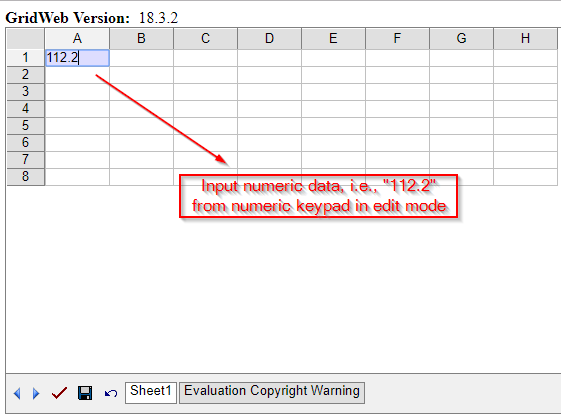 GridWeb Version: 18.3.2
A B C D E F G H
1 112.2
2
3
4
5
6
7
8
Input numeric data, i.e., "112.2"
from numeric keypad in edit mode
Sheet1 Evaluation Copyright Warning